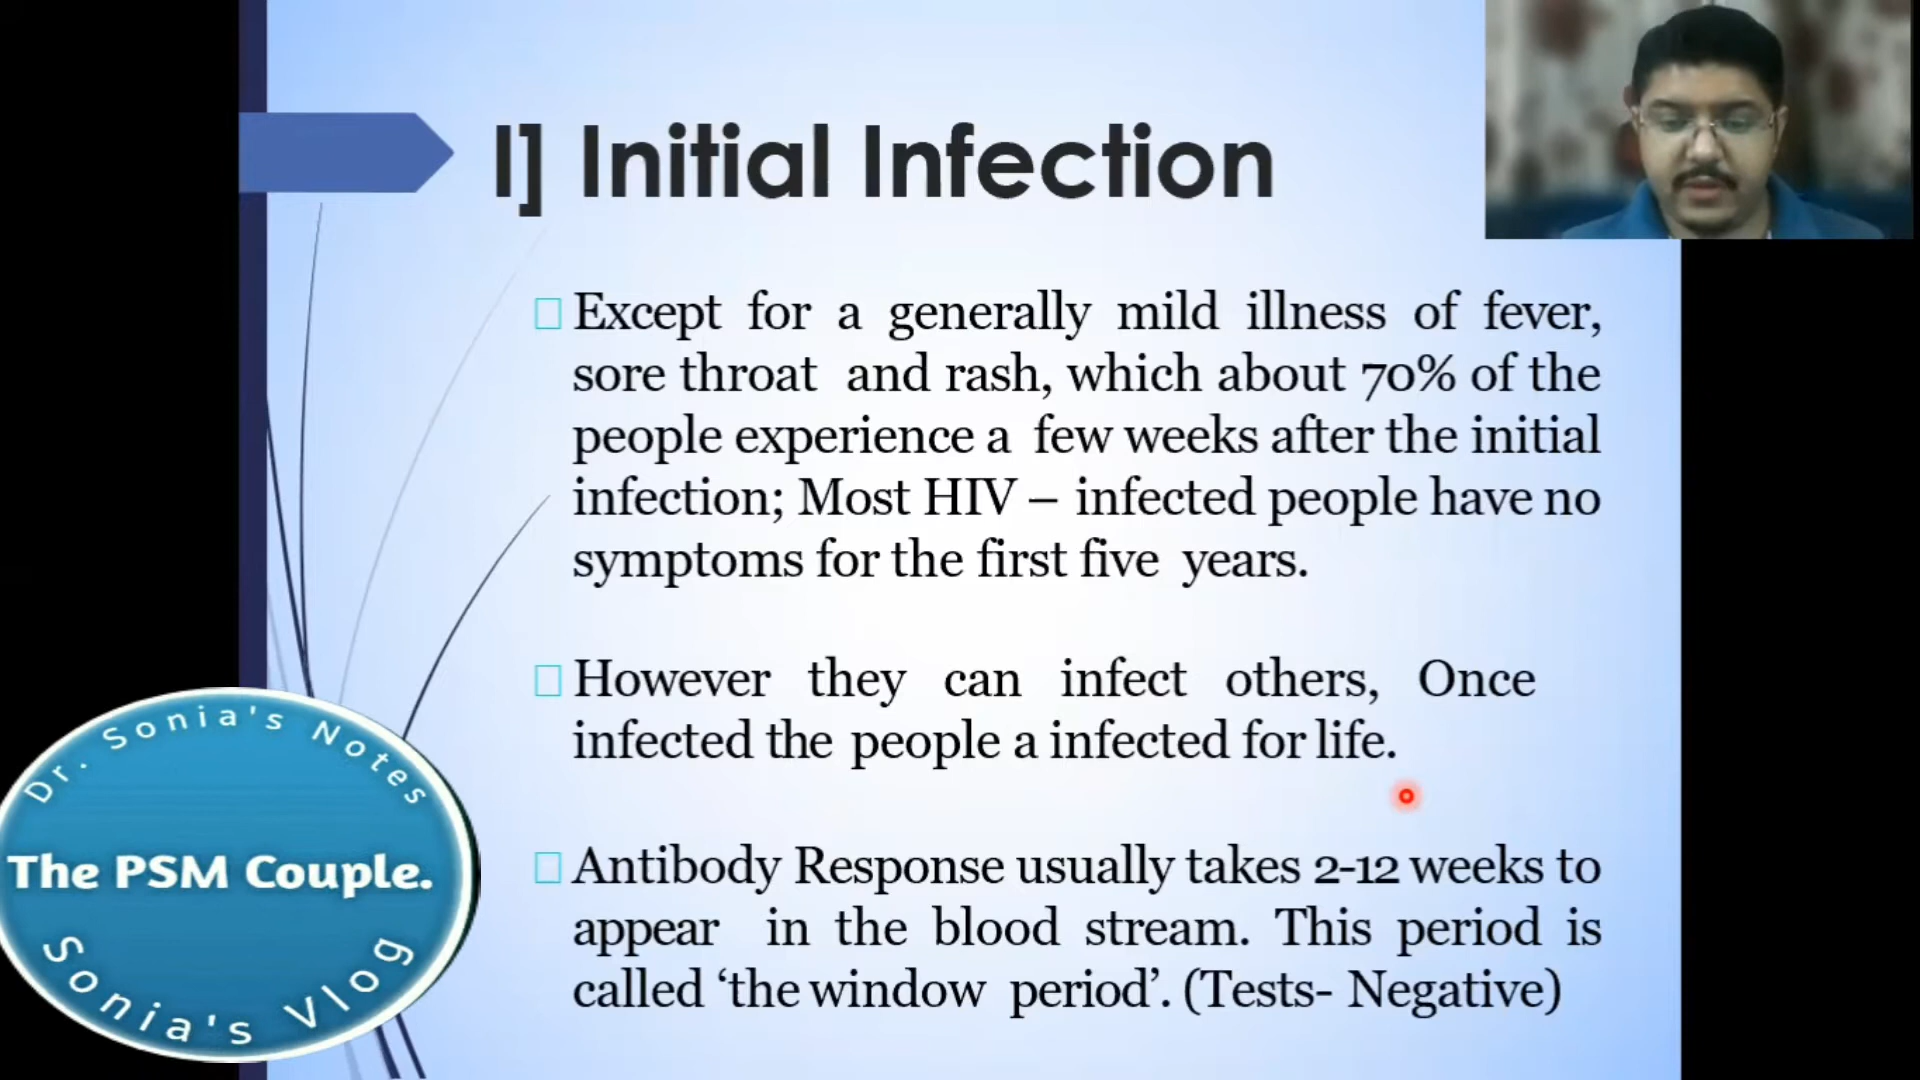 I] Initial Infection
Except for a generally mild illness of fever,
sore throat and rash, which about 70% of the
people experience a few weeks after the initial
infection; Most HIV – infected people have no
symptoms for the first five years.
However they can infect others, Once
infected the people a infected for life.
Antibody Response usually takes 2-12 weeks to
appear in the blood stream. This period is
called ‘the window period’. (Tests- Negative)
Dr. Sonia's Notes
The PSM Couple.
Sonia's Vlog